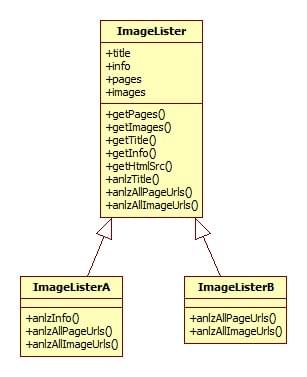 ImageLister
+title
+info
+pages
+images
+getPages()
+getImages()
+getTitle()
+getInfo()
+getHtmlSrc()
+anlzTitle()
+anlzAllPageUrls()
+anlzAllImageUrls()
ImageListerA
+anlzInfo()
+anlzAllPageUrls()
+anlzAllImageUrls()
ImageListerB
+anlzAllPageUrls()
+anlzAllImageUrls()